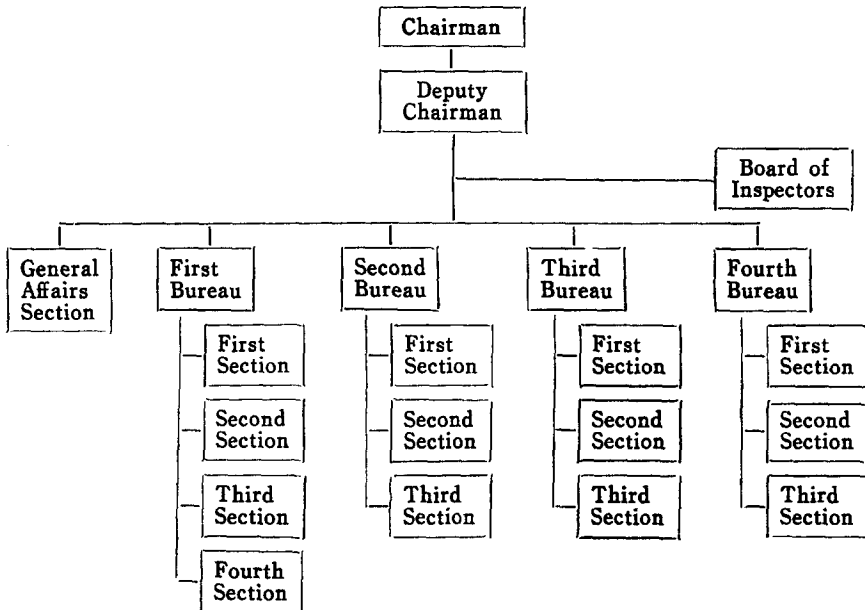 Chairman
Deputy
Chairman
Board of
Inspectors
General
Affairs
Section
First
Bureau
Second
Bureau
Third
Bureau
Fourth
Bureau
First
Section
Second
Section
Third
Section
Fourth
Section
First
Section
Second
Section
Third
Section
First
Section
Second
Section
Third
Section
First
Section
Second
Section
Third
Section